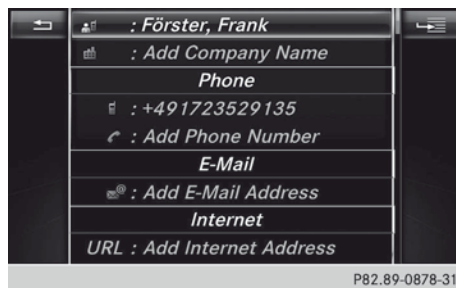 : Förster, Frank
: Add Company Name
Phone
: +491723529135
: Add Phone Number
E-Mail
: Add E-Mail Address
Internet
URL : Add Internet Address
P82.89-0878-31